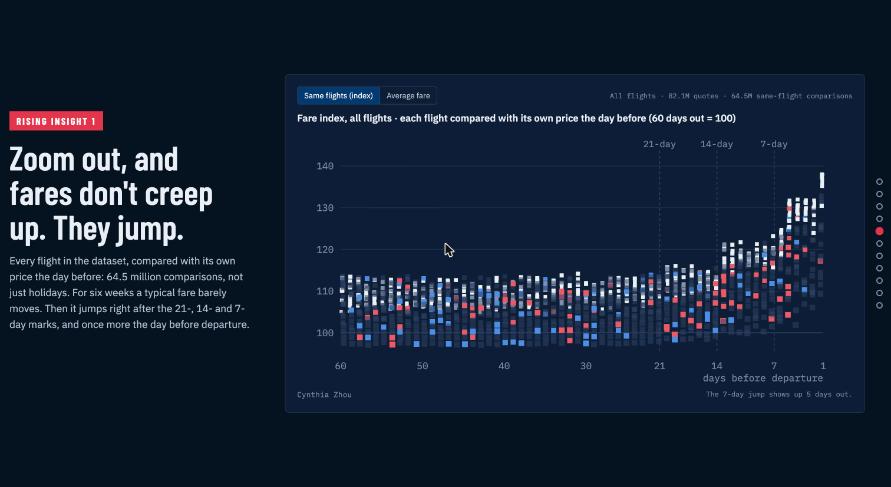 Same flights (index) Average fare
All flights · 82.1M quotes · 64.5M same-flight comparisons
RISING INSIGHT 1
Fare index, all flights · each flight compared with its own price the day before (60 days out = 100)
Zoom out, and
fares don't creep
up. They jump.
Every flight in the dataset, compared with its own
price the day before: 64.5 million comparisons, not
just holidays. For six weeks a typical fare barely
moves. Then it jumps right after the 21-, 14- and 7-
day marks, and once more the day before departure.
21-day 14-day 7-day
140
130
120
110
100
60 50 40 30 21 14 7 1
days before departure
Cynthia Zhou
The 7-day jump shows up 5 days out.